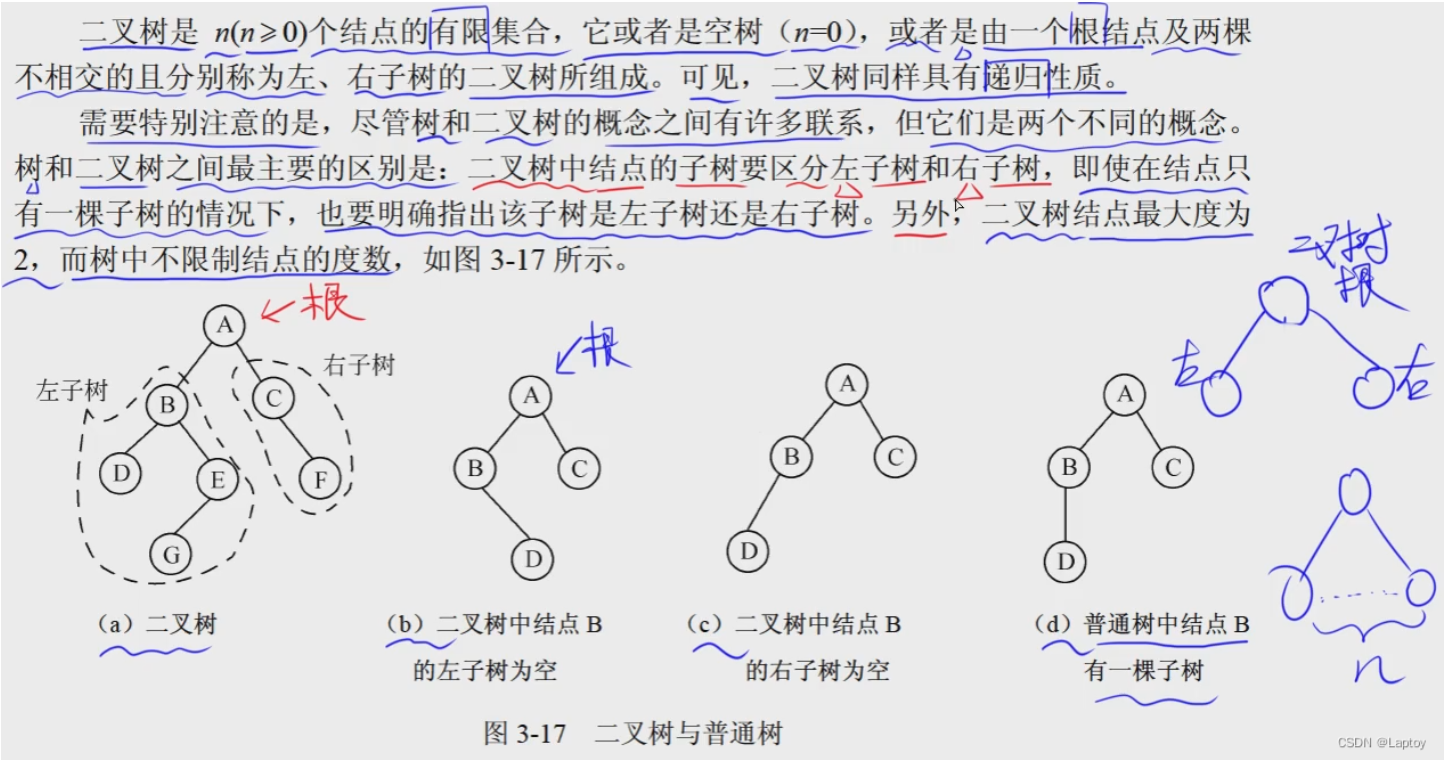 二叉树是 n(n≥0)个结点的有限集合，它或者是空树（n=0），或者是由一个根结点及两棵
不相交的且分别称为左、右子树的二叉树所组成。可见，二叉树同样具有递归性质。
需要特别注意的是，尽管树和二叉树的概念之间有许多联系，但它们是两个不同的概念。
树和二叉树之间最主要的区别是：二叉树中结点的子树要区分左子树和右子树，即使在结点只
有一棵子树的情况下，也要明确指出该子树是左子树还是右子树。另外，二叉树结点最大度为
2，而树中不限制结点的度数，如图 3-17 所示。
二叉树
根
左
右
n
根
左子树
右子树
A
B
C
D
E
F
G
（a）二叉树
根
A
B
C
D
（b）二叉树中结点 B
的左子树为空
A
B
C
D
（c）二叉树中结点 B
的右子树为空
A
B
C
D
（d）普通树中结点 B
有一棵子树
图 3-17 二叉树与普通树
CSDN @Laptoy